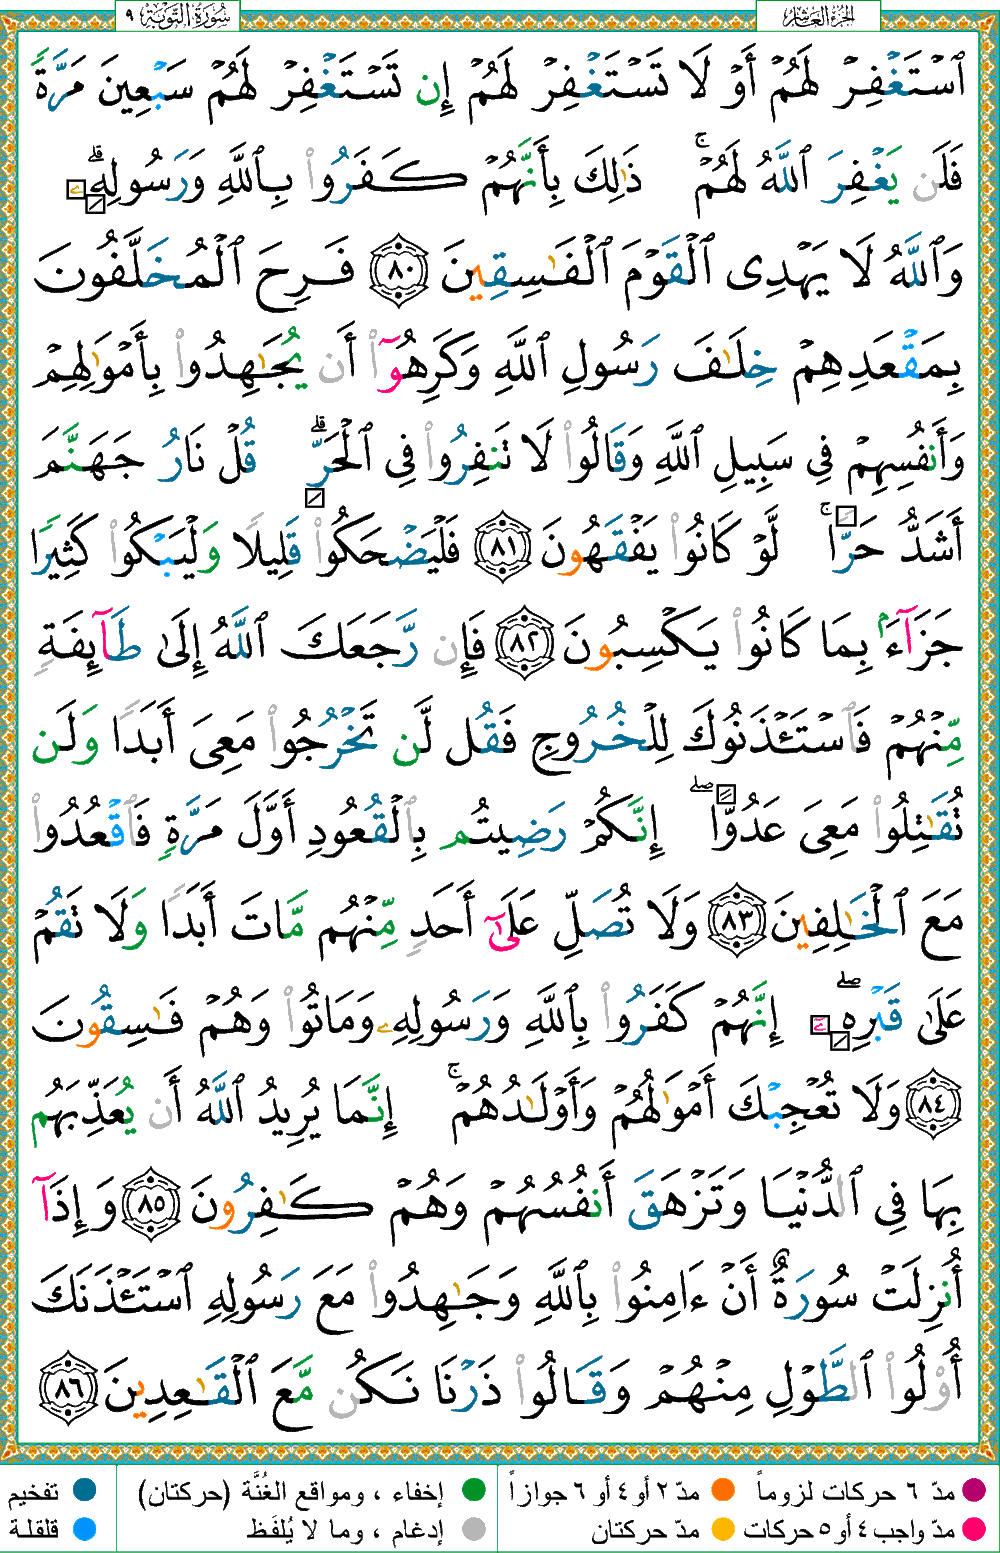 سُورَةُ التَّوْبَة ٩
الجزء العاشر
ٱسْتَغْفِرْ لَهُمْ أَوْ لَا تَسْتَغْفِرْ لَهُمْ إِن تَسْتَغْفِرْ لَهُمْ سَبْعِينَ مَرَّةً
فَلَن يَغْفِرَ ٱللَّهُ لَهُمْ ۚ ذَٰلِكَ بِأَنَّهُمْ كَفَرُوا۟ بِٱللَّهِ وَرَسُولِهِۦ ۗ
وَٱللَّهُ لَا يَهْدِى ٱلْقَوْمَ ٱلْفَـٰسِقِينَ ٨٠ فَرِحَ ٱلْمُخَلَّفُونَ
بِمَقْعَدِهِمْ خِلَـٰفَ رَسُولِ ٱللَّهِ وَكَرِهُوٓا۟ أَن يُجَـٰهِدُوا۟ بِأَمْوَٰلِهِمْ
وَأَنفُسِهِمْ فِى سَبِيلِ ٱللَّهِ وَقَالُوا۟ لَا تَنفِرُوا۟ فِى ٱلْحَرِّ ۗ قُلْ نَارُ جَهَنَّمَ
أَشَدُّ حَرًّا ۚ لَّوْ كَانُوا۟ يَفْقَهُونَ ٨١ فَلْيَضْحَكُوا۟ قَلِيلًا وَلْيَبْكُوا۟ كَثِيرًا
جَزَآءًۢ بِمَا كَانُوا۟ يَكْسِبُونَ ٨٢ فَإِن رَّجَعَكَ ٱللَّهُ إِلَىٰ طَآئِفَةٍ
مِّنْهُمْ فَٱسْتَـْٔذَنُوكَ لِلْخُرُوجِ فَقُل لَّن تَخْرُجُوا۟ مَعِىَ أَبَدًا وَلَن
تُقَـٰتِلُوا۟ مَعِىَ عَدُوًّا ۖ إِنَّكُمْ رَضِيتُم بِٱلْقُعُودِ أَوَّلَ مَرَّةٍ فَٱقْعُدُوا۟
مَعَ ٱلْخَـٰلِفِينَ ٨٣ وَلَا تُصَلِّ عَلَىٰٓ أَحَدٍ مِّنْهُم مَّاتَ أَبَدًا وَلَا تَقُمْ
عَلَىٰ قَبْرِهِۦٓ ۖ إِنَّهُمْ كَفَرُوا۟ بِٱللَّهِ وَرَسُولِهِۦ وَمَاتُوا۟ وَهُمْ فَـٰسِقُونَ
٨٤ وَلَا تُعْجِبْكَ أَمْوَٰلُهُمْ وَأَوْلَـٰدُهُمْ ۚ إِنَّمَا يُرِيدُ ٱللَّهُ أَن يُعَذِّبَهُم
بِهَا فِى ٱلدُّنْيَا وَتَزْهَقَ أَنفُسُهُمْ وَهُمْ كَـٰفِرُونَ ٨٥ وَإِذَآ
أُنزِلَتْ سُورَةٌ أَنْ ءَامِنُوا۟ بِٱللَّهِ وَجَـٰهِدُوا۟ مَعَ رَسُولِهِ ٱسْتَـْٔذَنَكَ
أُو۟لُوا۟ ٱلطَّوْلِ مِنْهُمْ وَقَالُوا۟ ذَرْنَا نَكُن مَّعَ ٱلْقَـٰعِدِينَ ٨٦
مدّ ٦ حركات لزوماً
مدّ ٢ أو ٤ أو ٦ جوازاً
إخفاء ، ومواقع الغُنَّة (حركتان)
تفخيم
مدّ واجب ٤ أو ٥ حركات
مدّ حركتان
إدغام ، وما لا يُلفَظ
قلقلة